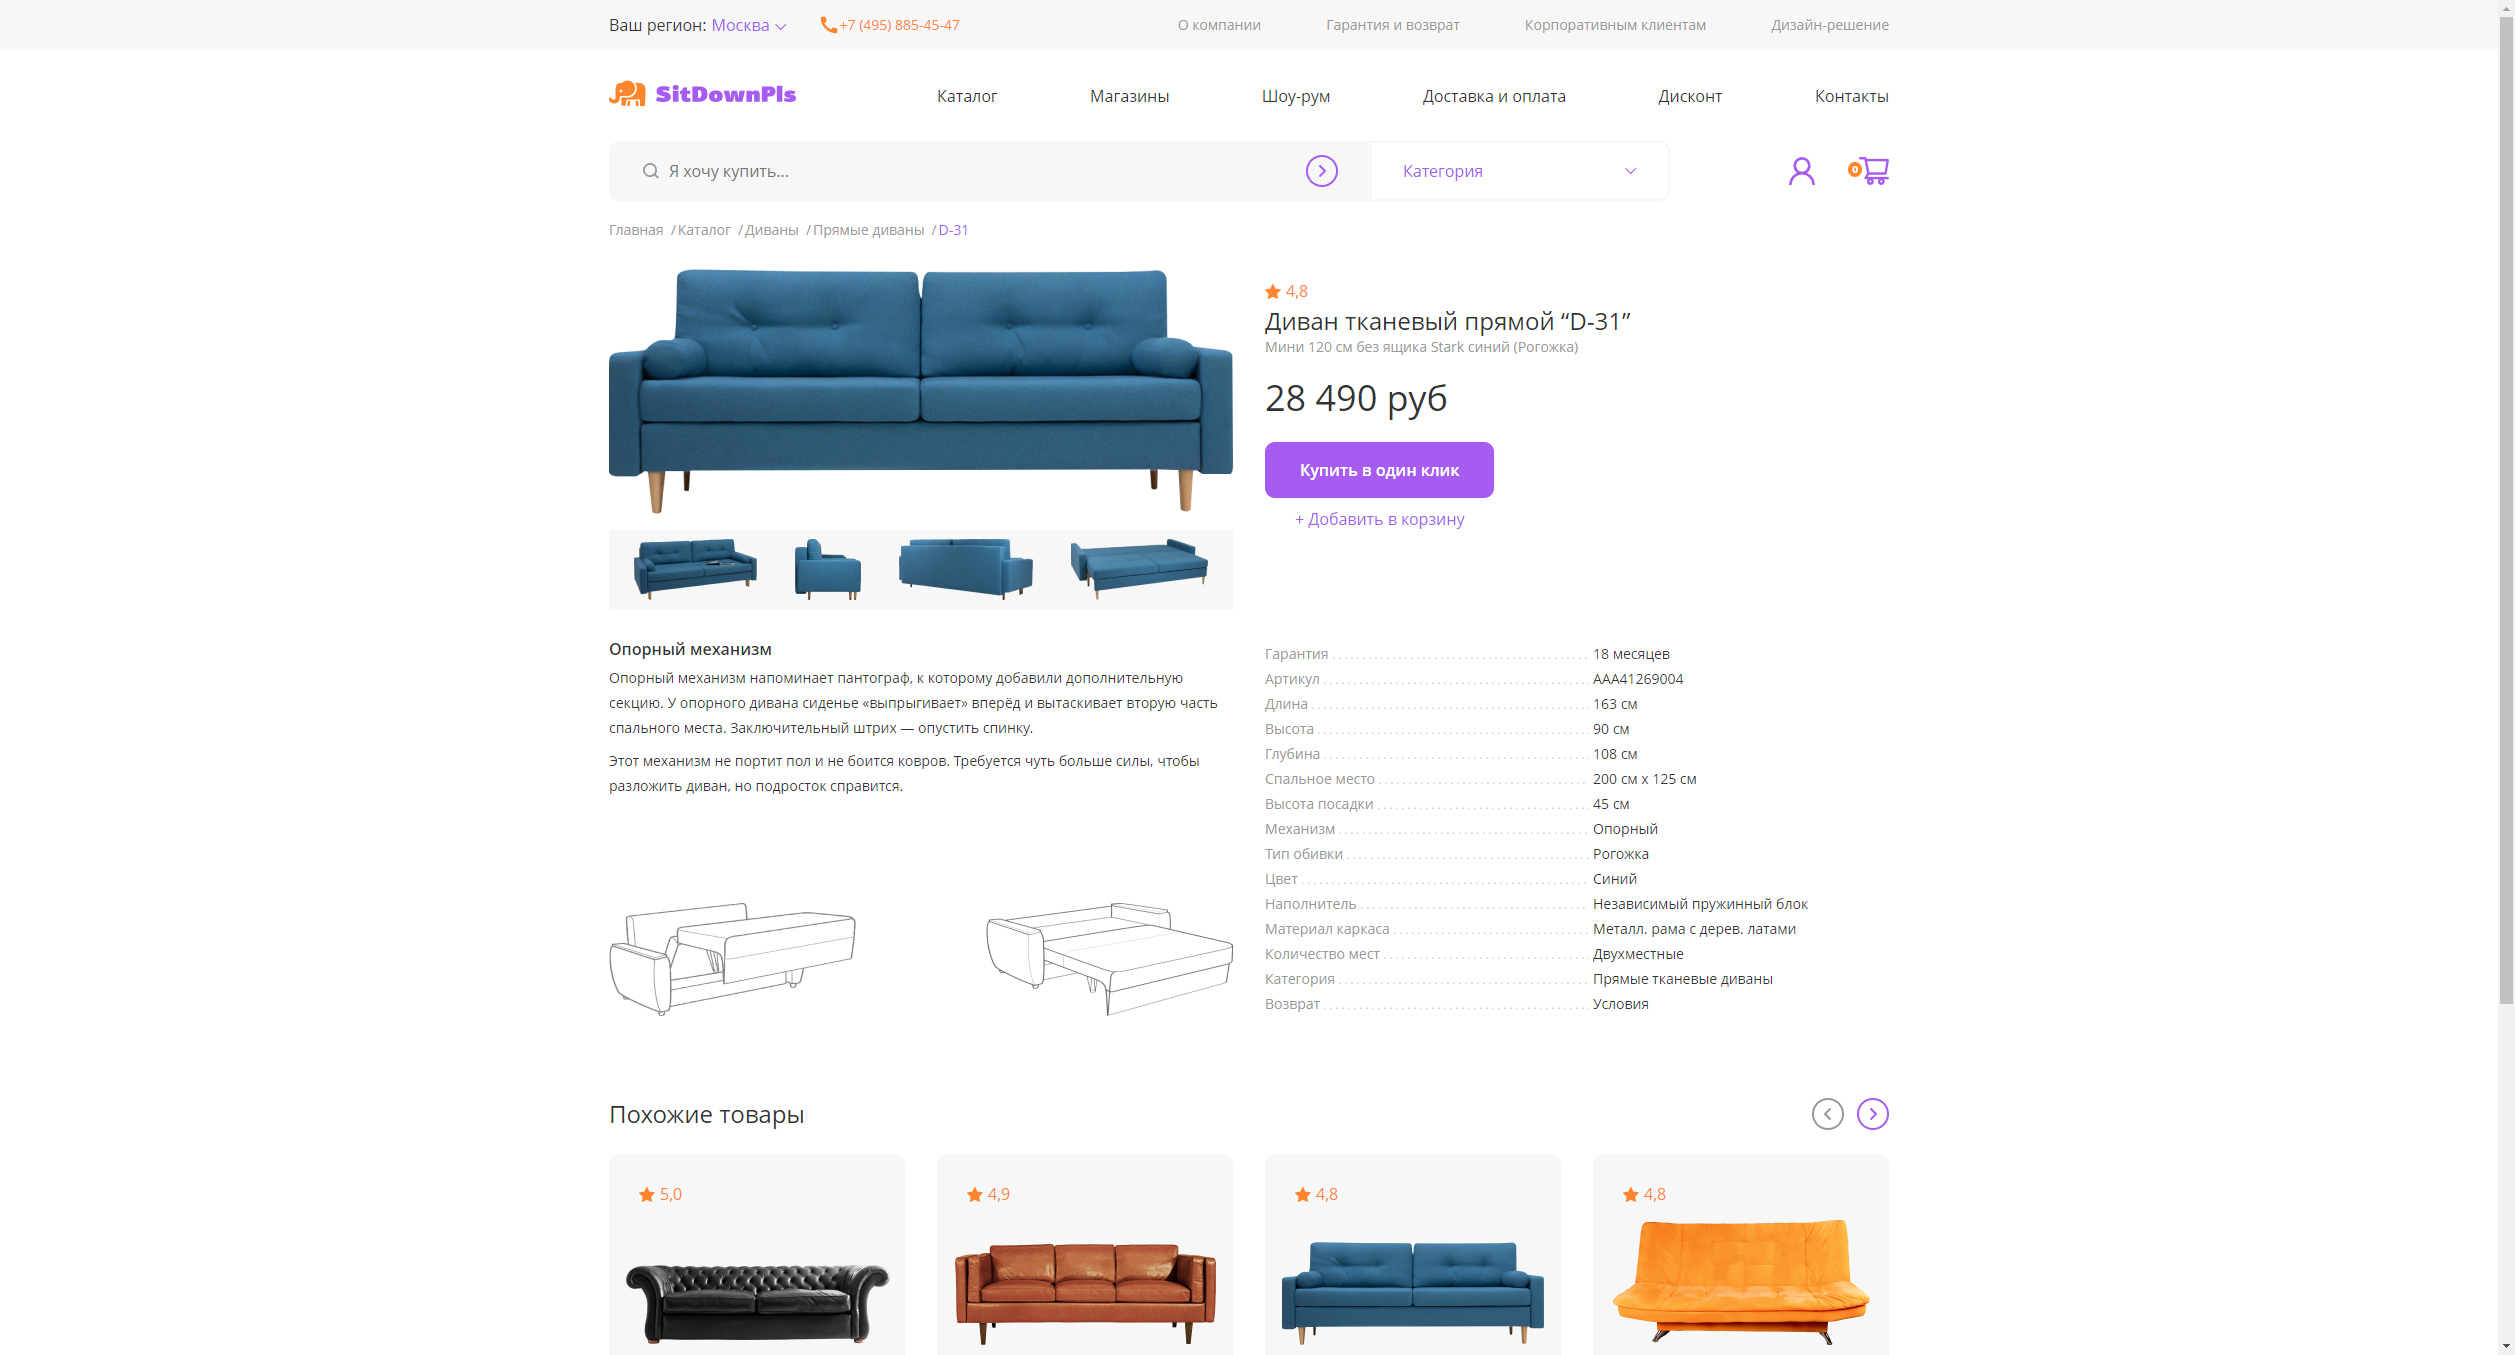 Ваш регион: Москва
+7 (495) 885-45-47
О компании
Гарантия и возврат
Корпоративным клиентам
Дизайн-решение
SitDownPls
Каталог
Магазины
Шоу-рум
Доставка и оплата
Дисконт
Контакты
Я хочу купить...
Категория
0
Главная / Каталог / Диваны / Прямые диваны / D-31
4,8
Диван тканевый прямой “D-31”
Мини 120 см без ящика Stark синий (Рогожка)
28 490 руб
Купить в один клик
+ Добавить в корзину
Опорный механизм
Опорный механизм напоминает пантограф, к которому добавили дополнительную
секцию. У опорного дивана сиденье «выпрыгивает» вперёд и вытаскивает вторую часть
спального места. Заключительный штрих — опустить спинку.
Этот механизм не портит пол и не боится ковров. Требуется чуть больше силы, чтобы
разложить диван, но подросток справится.
Гарантия 18 месяцев
Артикул ААА41269004
Длина 163 см
Высота 90 см
Глубина 108 см
Спальное место 200 см х 125 см
Высота посадки 45 см
Механизм Опорный
Тип обивки Рогожка
Цвет Синий
Наполнитель Независимый пружинный блок
Материал каркаса Металл. рама с дерев. латами
Количество мест Двухместные
Категория Прямые тканевые диваны
Возврат Условия
Похожие товары
5,0
4,9
4,8
4,8